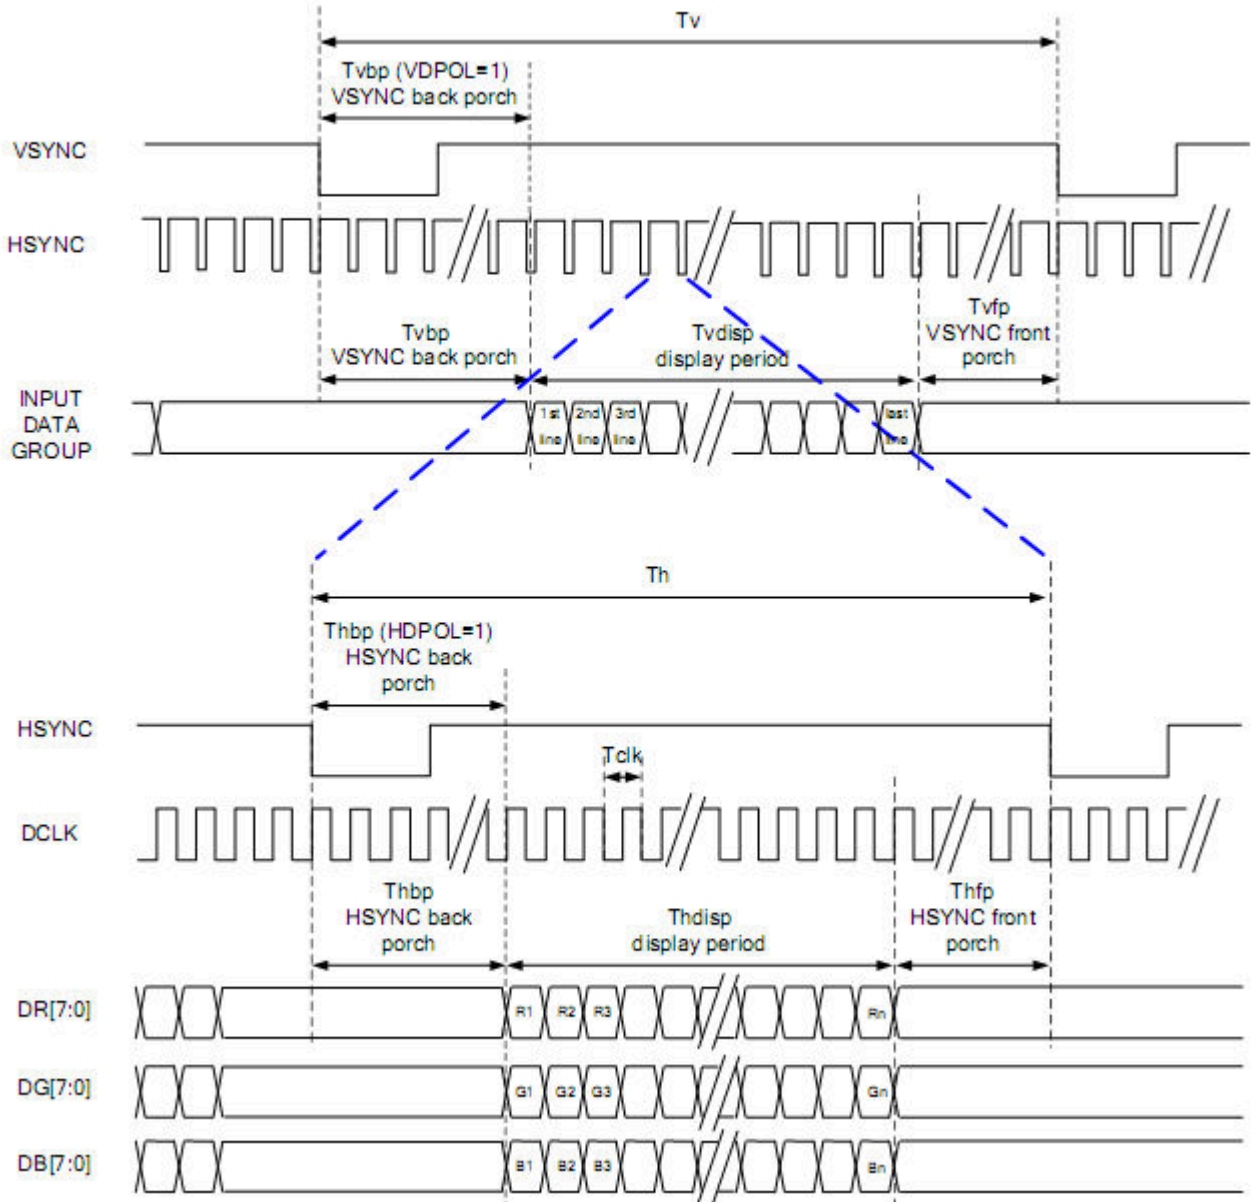 Tv
Tvbp (VDPOL=1)
VSYNC back porch
VSYNC
HSYNC
Tvbp
VSYNC back porch
Tvdisp
display period
Tvfp
VSYNC front
porch
INPUT
DATA
GROUP
1st
line
2nd
line
3rd
line
last
line
Th
Thbp (HDPOL=1)
HSYNC back
porch
HSYNC
Tclk
DCLK
Thbp
HSYNC back
porch
Thdisp
display period
Thfp
HSYNC front
porch
DR[7:0]
R1 R2 R3 Rn
DG[7:0]
G1 G2 G3 Gn
DB[7:0]
B1 B2 B3 Bn